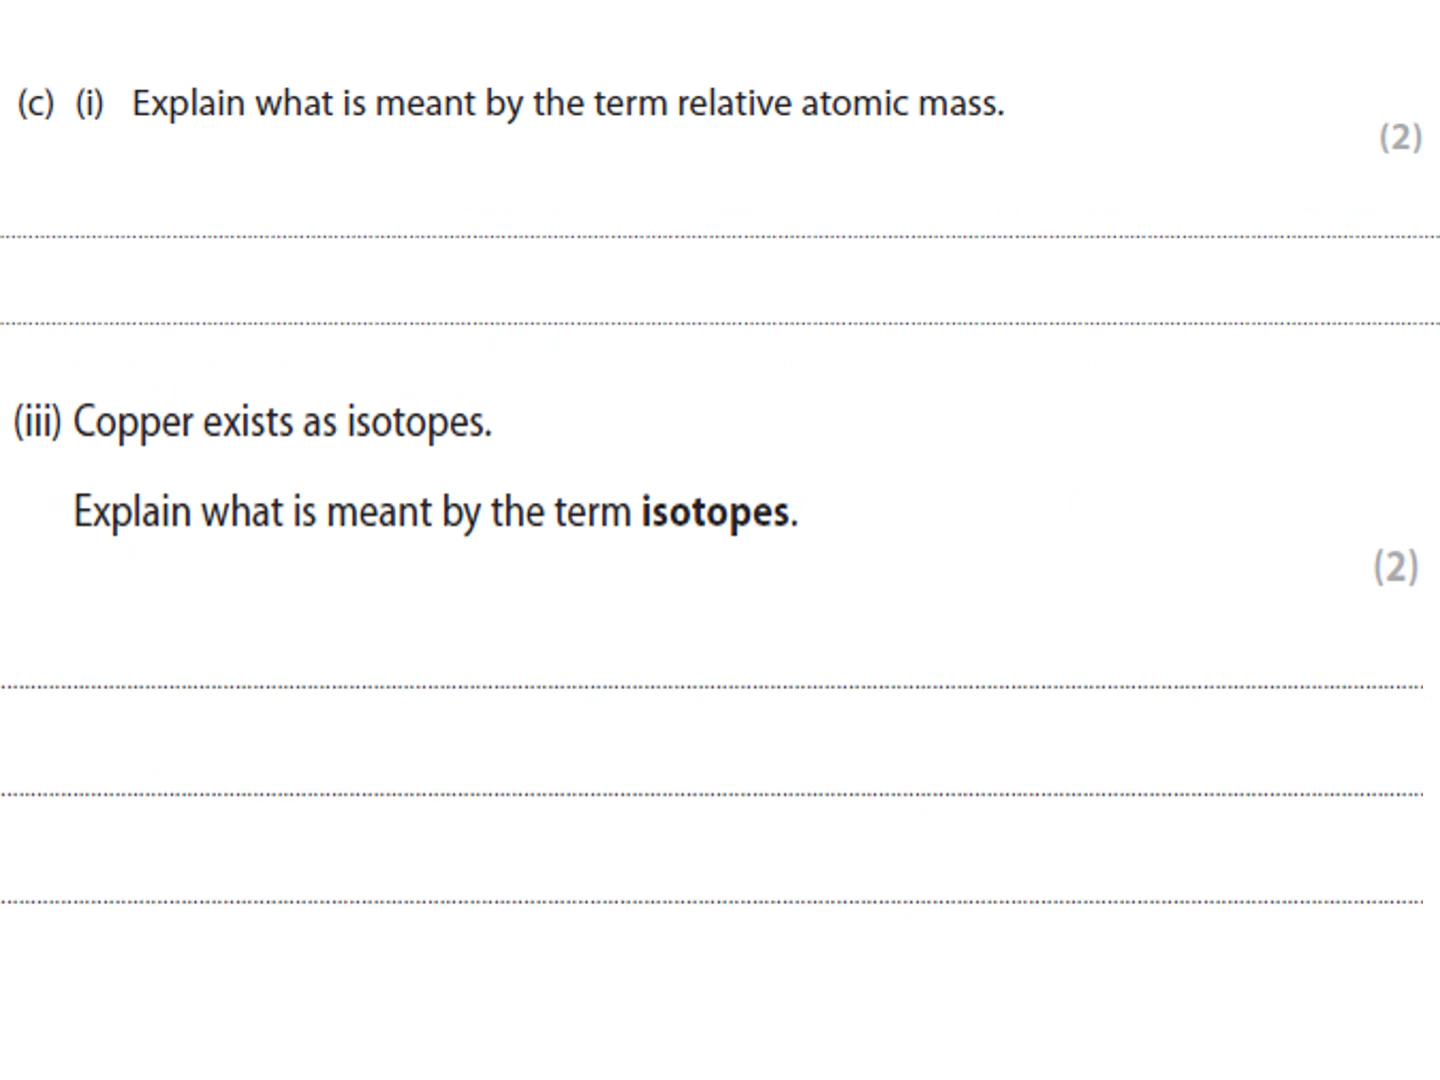 (c) (i) Explain what is meant by the term relative atomic mass.
(2)
(iii) Copper exists as isotopes.
Explain what is meant by the term isotopes.
(2)